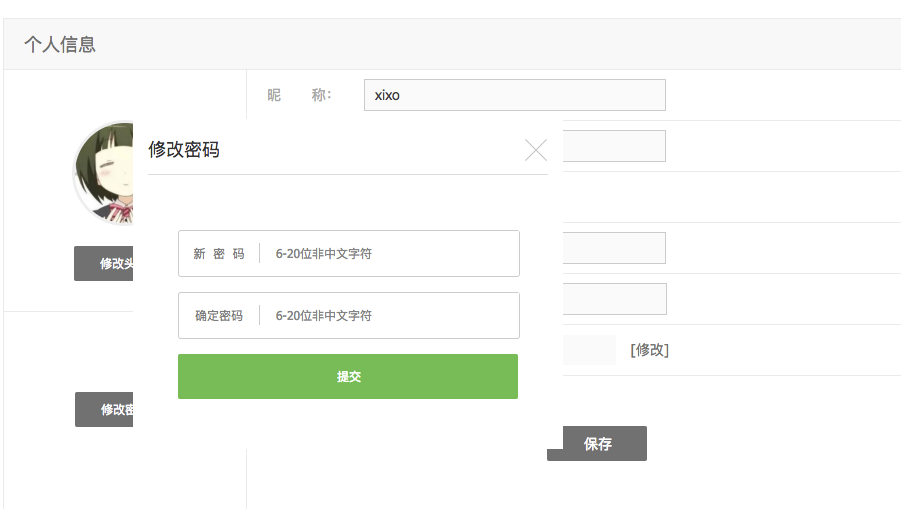 个人信息
昵 称：
xixo
修改密码
新 密 码
6-20位非中文字符
修改头
确定密码
6-20位非中文字符
[修改]
提交
修改密
保存